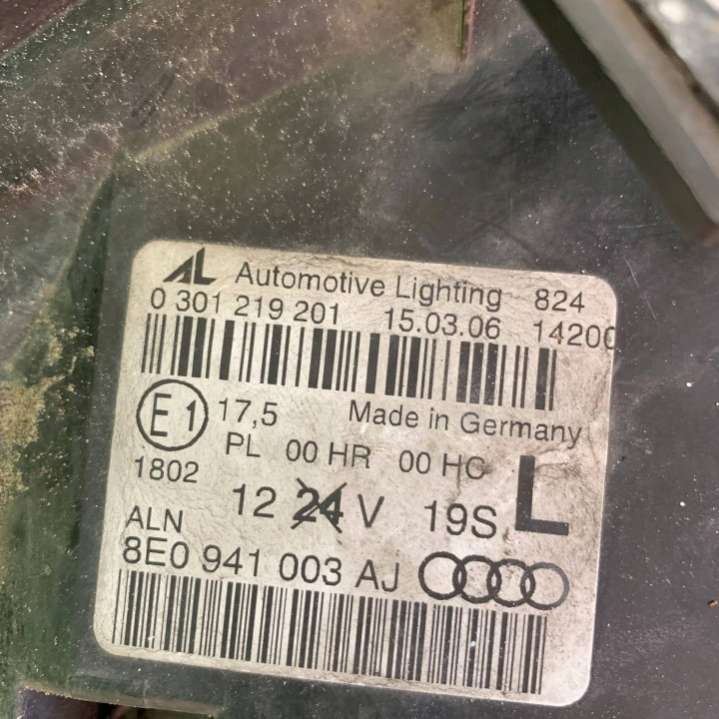 AL Automotive Lighting 824
0 301 219 201 15.03.06 14200
E1 17,5 Made in Germany
PL 00 HR 00 HC
1802
12 24 V 19S L
ALN
8E0 941 003 AJ